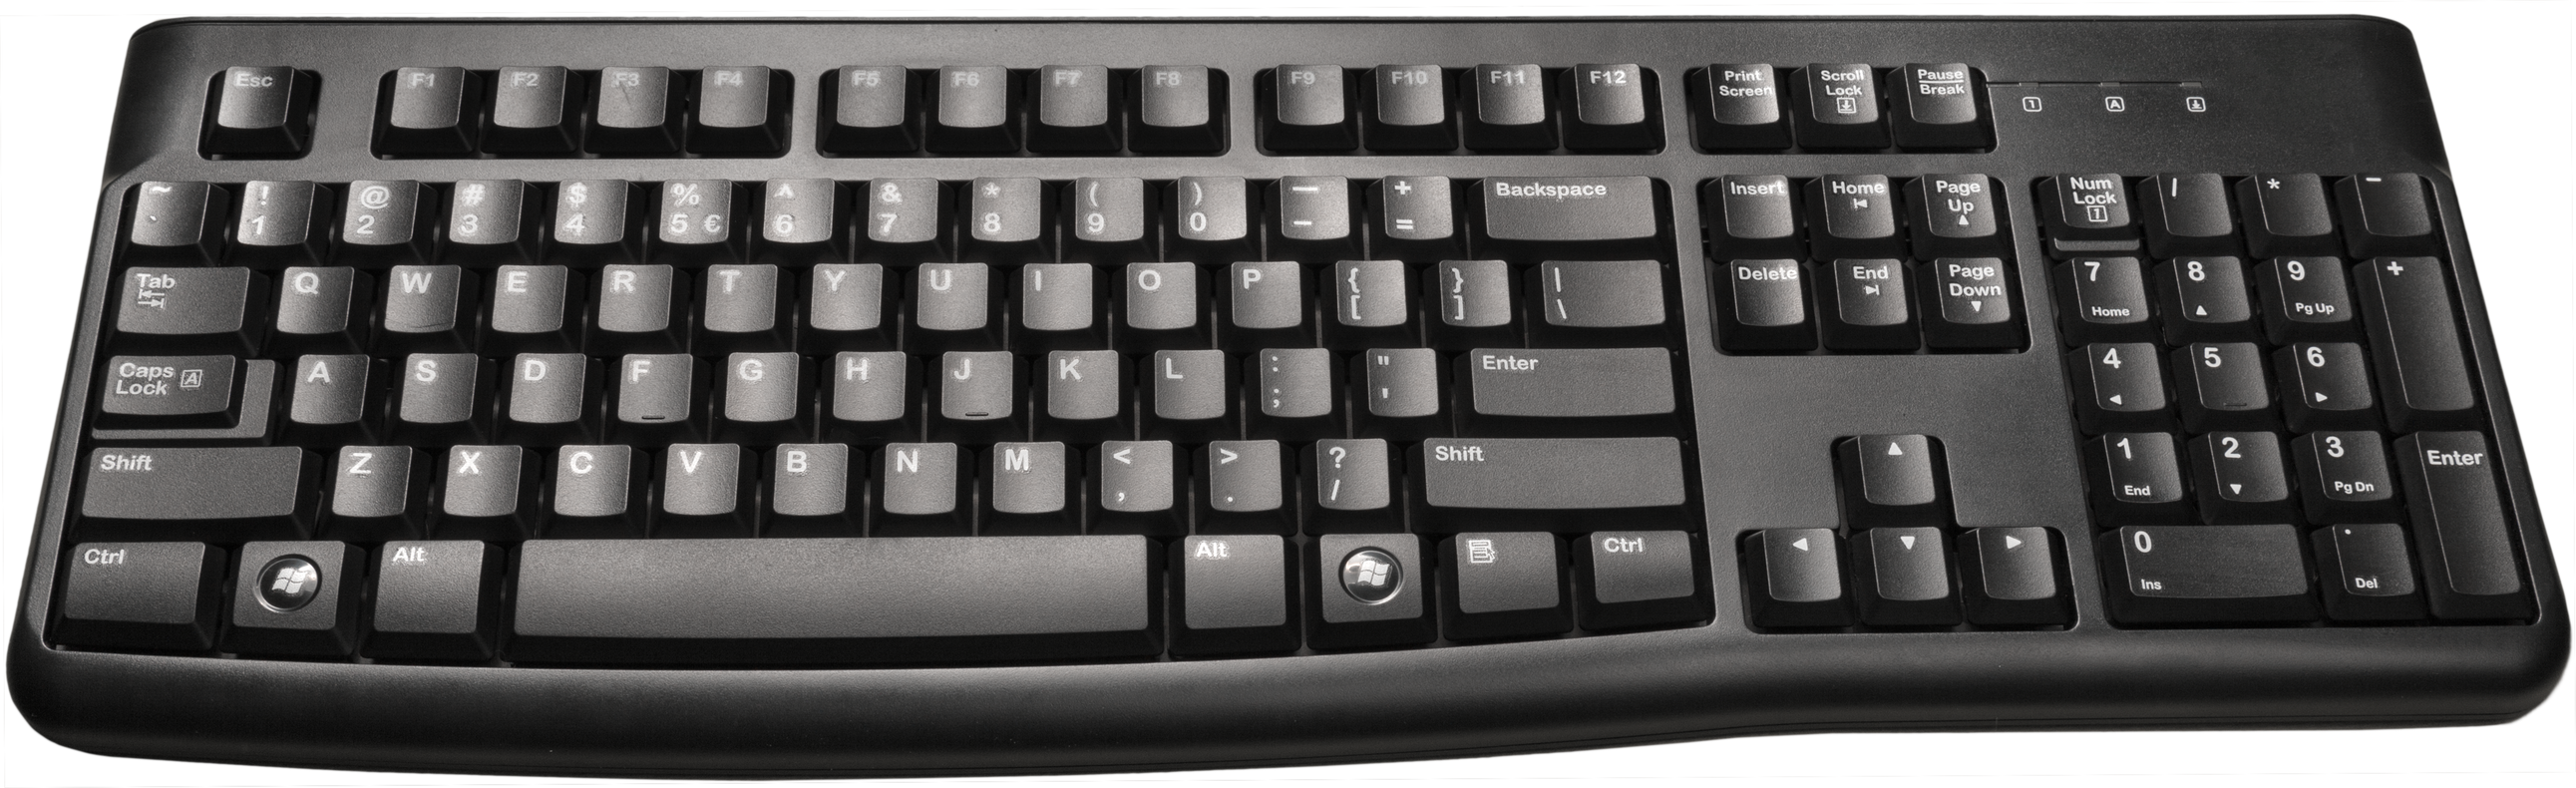 Esc F1 F2 F3 F4 F5 F6 F7 F8 F9 F10 F11 F12 Print Screen Scroll Lock Pause Break
1 A
~ ` ! 1 @ 2 # 3 $ 4 % 5 € ^ 6 & 7 * 8 ( 9 ) 0 — – + = Backspace Insert Home Page Up Num Lock 1 / * -
Tab Q W E R T Y U I O P { [ } ] | \ Delete End Page Down 7 Home 8 9 Pg Up +
Caps Lock A A S D F G H J K L : ; " ' Enter 4 5 6
Shift Z X C V B N M < , > . ? / Shift 1 End 2 3 Pg Dn Enter
Ctrl Alt Alt Ctrl 0 Ins . Del